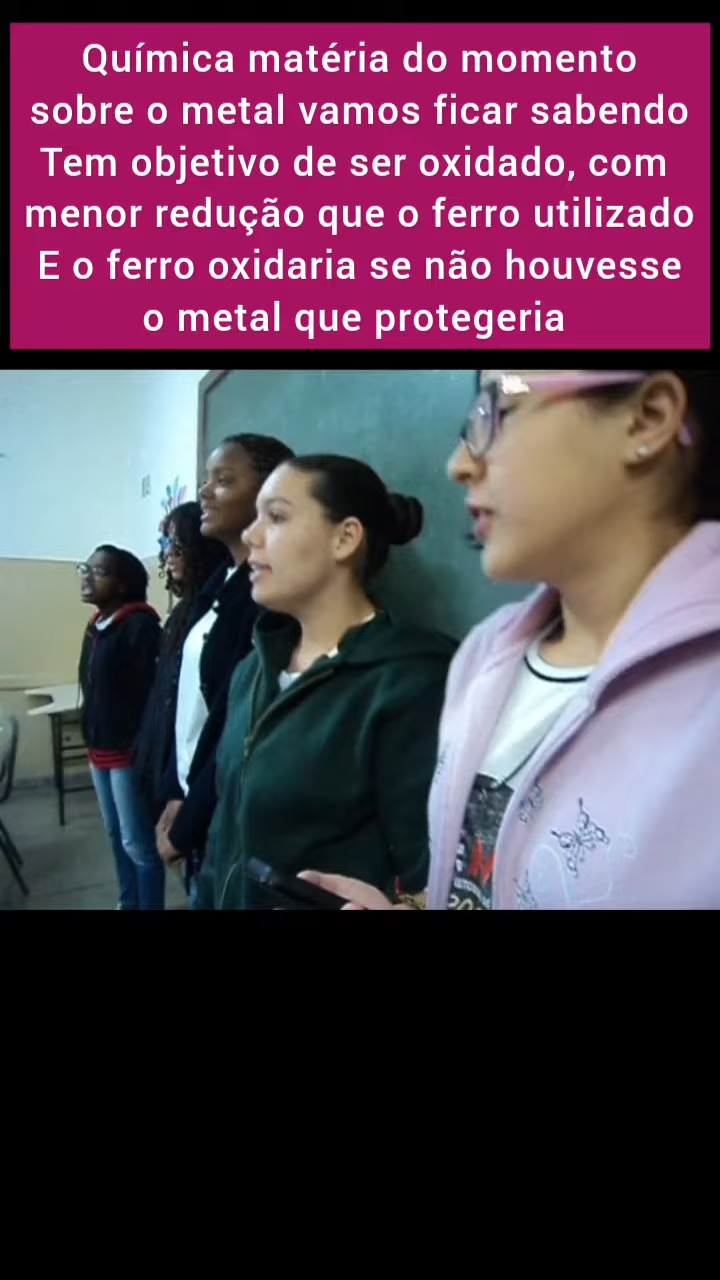 Química matéria do momento
sobre o metal vamos ficar sabendo
Tem objetivo de ser oxidado, com
menor redução que o ferro utilizado
E o ferro oxidaria se não houvesse
o metal que protegeria